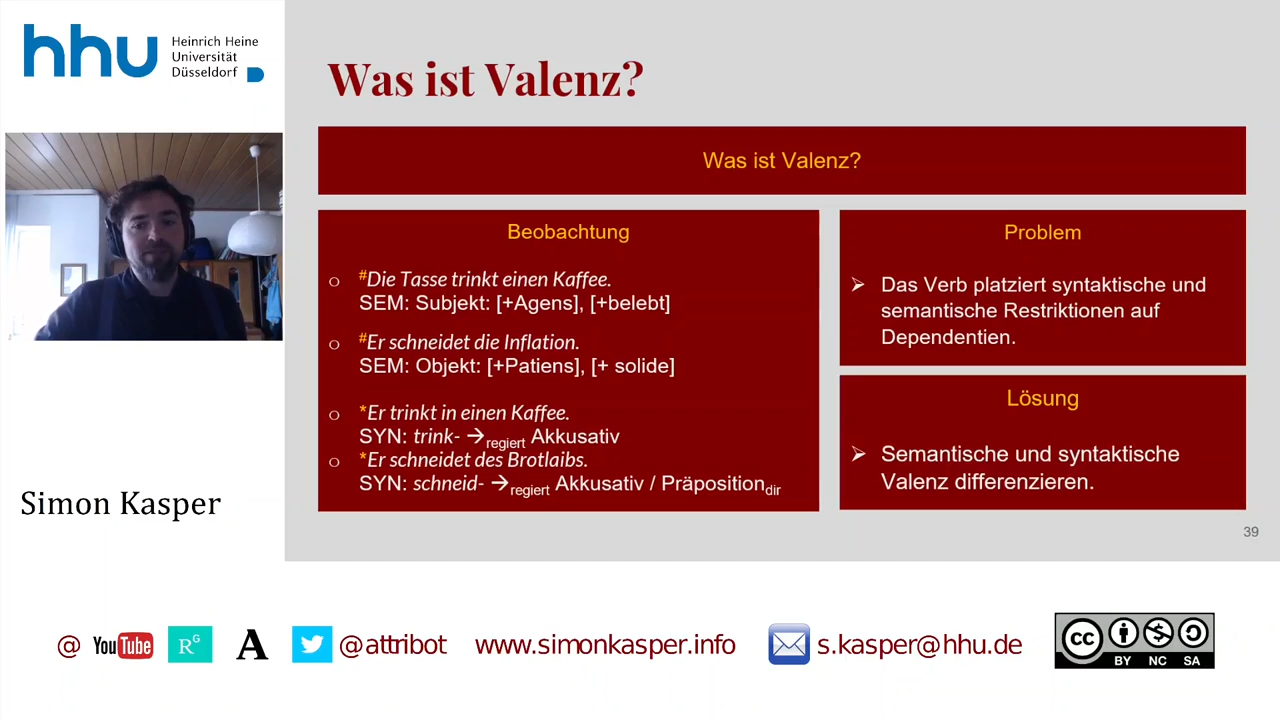 hhu
Heinrich Heine
Universität
Düsseldorf
Was ist Valenz?
Was ist Valenz?
Beobachtung
o #Die Tasse trinkt einen Kaffee.
SEM: Subjekt: [+Agens], [+belebt]
o #Er schneidet die Inflation.
SEM: Objekt: [+Patiens], [+ solide]
o *Er trinkt in einen Kaffee.
SYN: trink- →regiert Akkusativ
o *Er schneidet des Brotlaibs.
SYN: schneid- →regiert Akkusativ / Präpositiondir
Problem
➢ Das Verb platziert syntaktische und
semantische Restriktionen auf
Dependentien.
Lösung
➢ Semantische und syntaktische
Valenz differenzieren.
39
Simon Kasper
@ YouTube RG A @attribot www.simonkasper.info s.kasper@hhu.de cc
BY NC SA